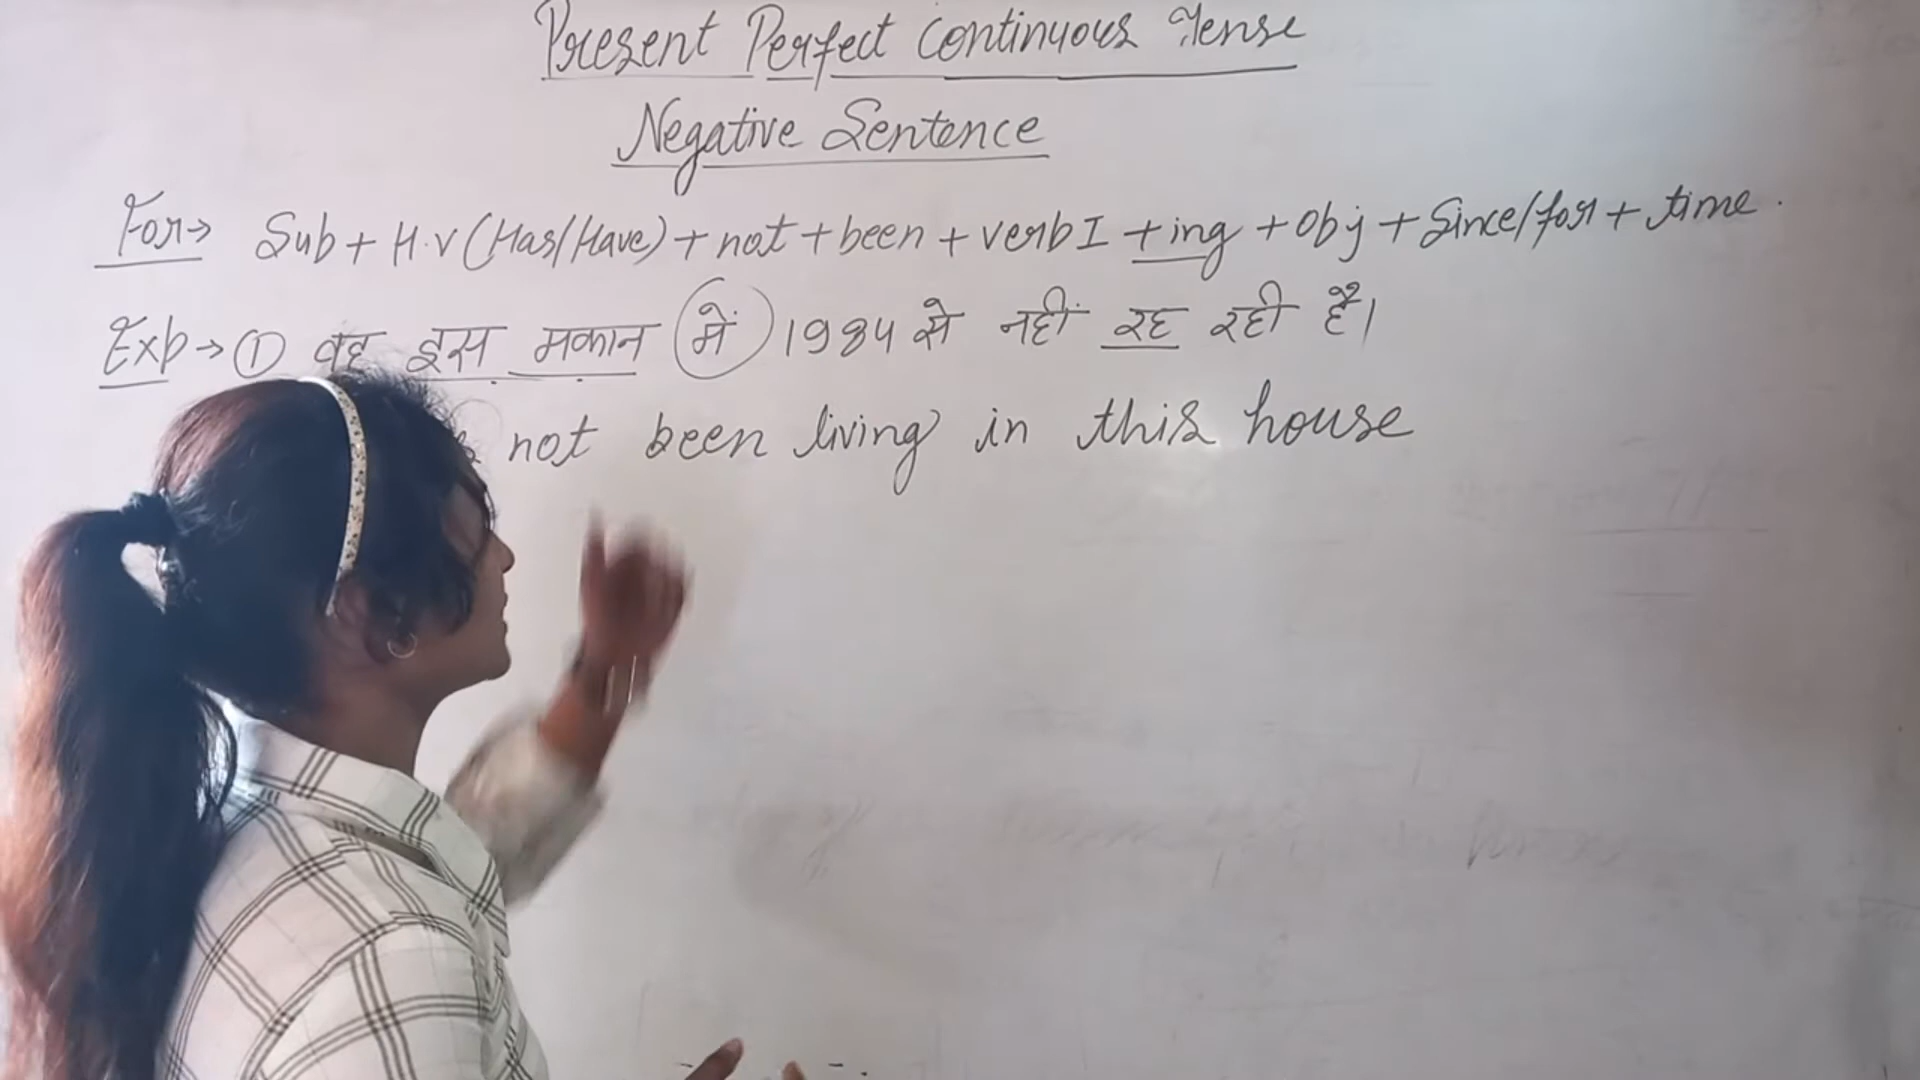 Present Perfect Continuous Tense
Negative Sentence
For→ Sub + H.V (Has/Have) + not + been + verb I + ing + Obj + Since/for + time.
Exp→ ① वह इस मकान में 1984 से नहीं रह रही है।
not been living in this house